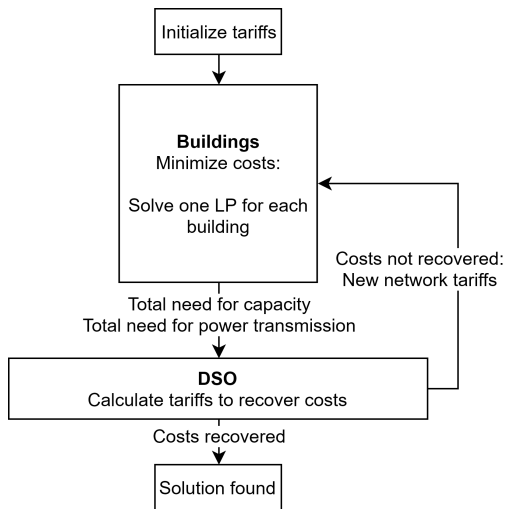 Initialize tariffs
Buildings
Minimize costs:
Solve one LP for each
building
Costs not recovered:
New network tariffs
Total need for capacity
Total need for power transmission
DSO
Calculate tariffs to recover costs
Costs recovered
Solution found